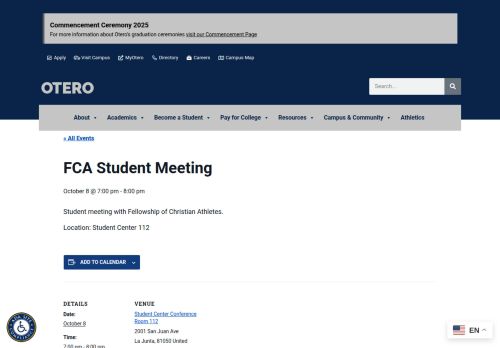 Commencement Ceremony 2025
For more information about Otero's graduation ceremonies visit our Commencement Page
Apply Visit Campus MyOtero Directory Careers Campus Map
OTERO
Search...
About Academics Become a Student Pay for College Resources Campus & Community Athletics
« All Events
FCA Student Meeting
October 8 @ 7:00 pm - 8:00 pm
Student meeting with Fellowship of Christian Athletes.
Location: Student Center 112
ADD TO CALENDAR
DETAILS
Date:
October 8
Time:
7:00 pm - 8:00 pm
VENUE
Student Center Conference
Room 112
2001 San Juan Ave
La Junta, 81050 United
EN